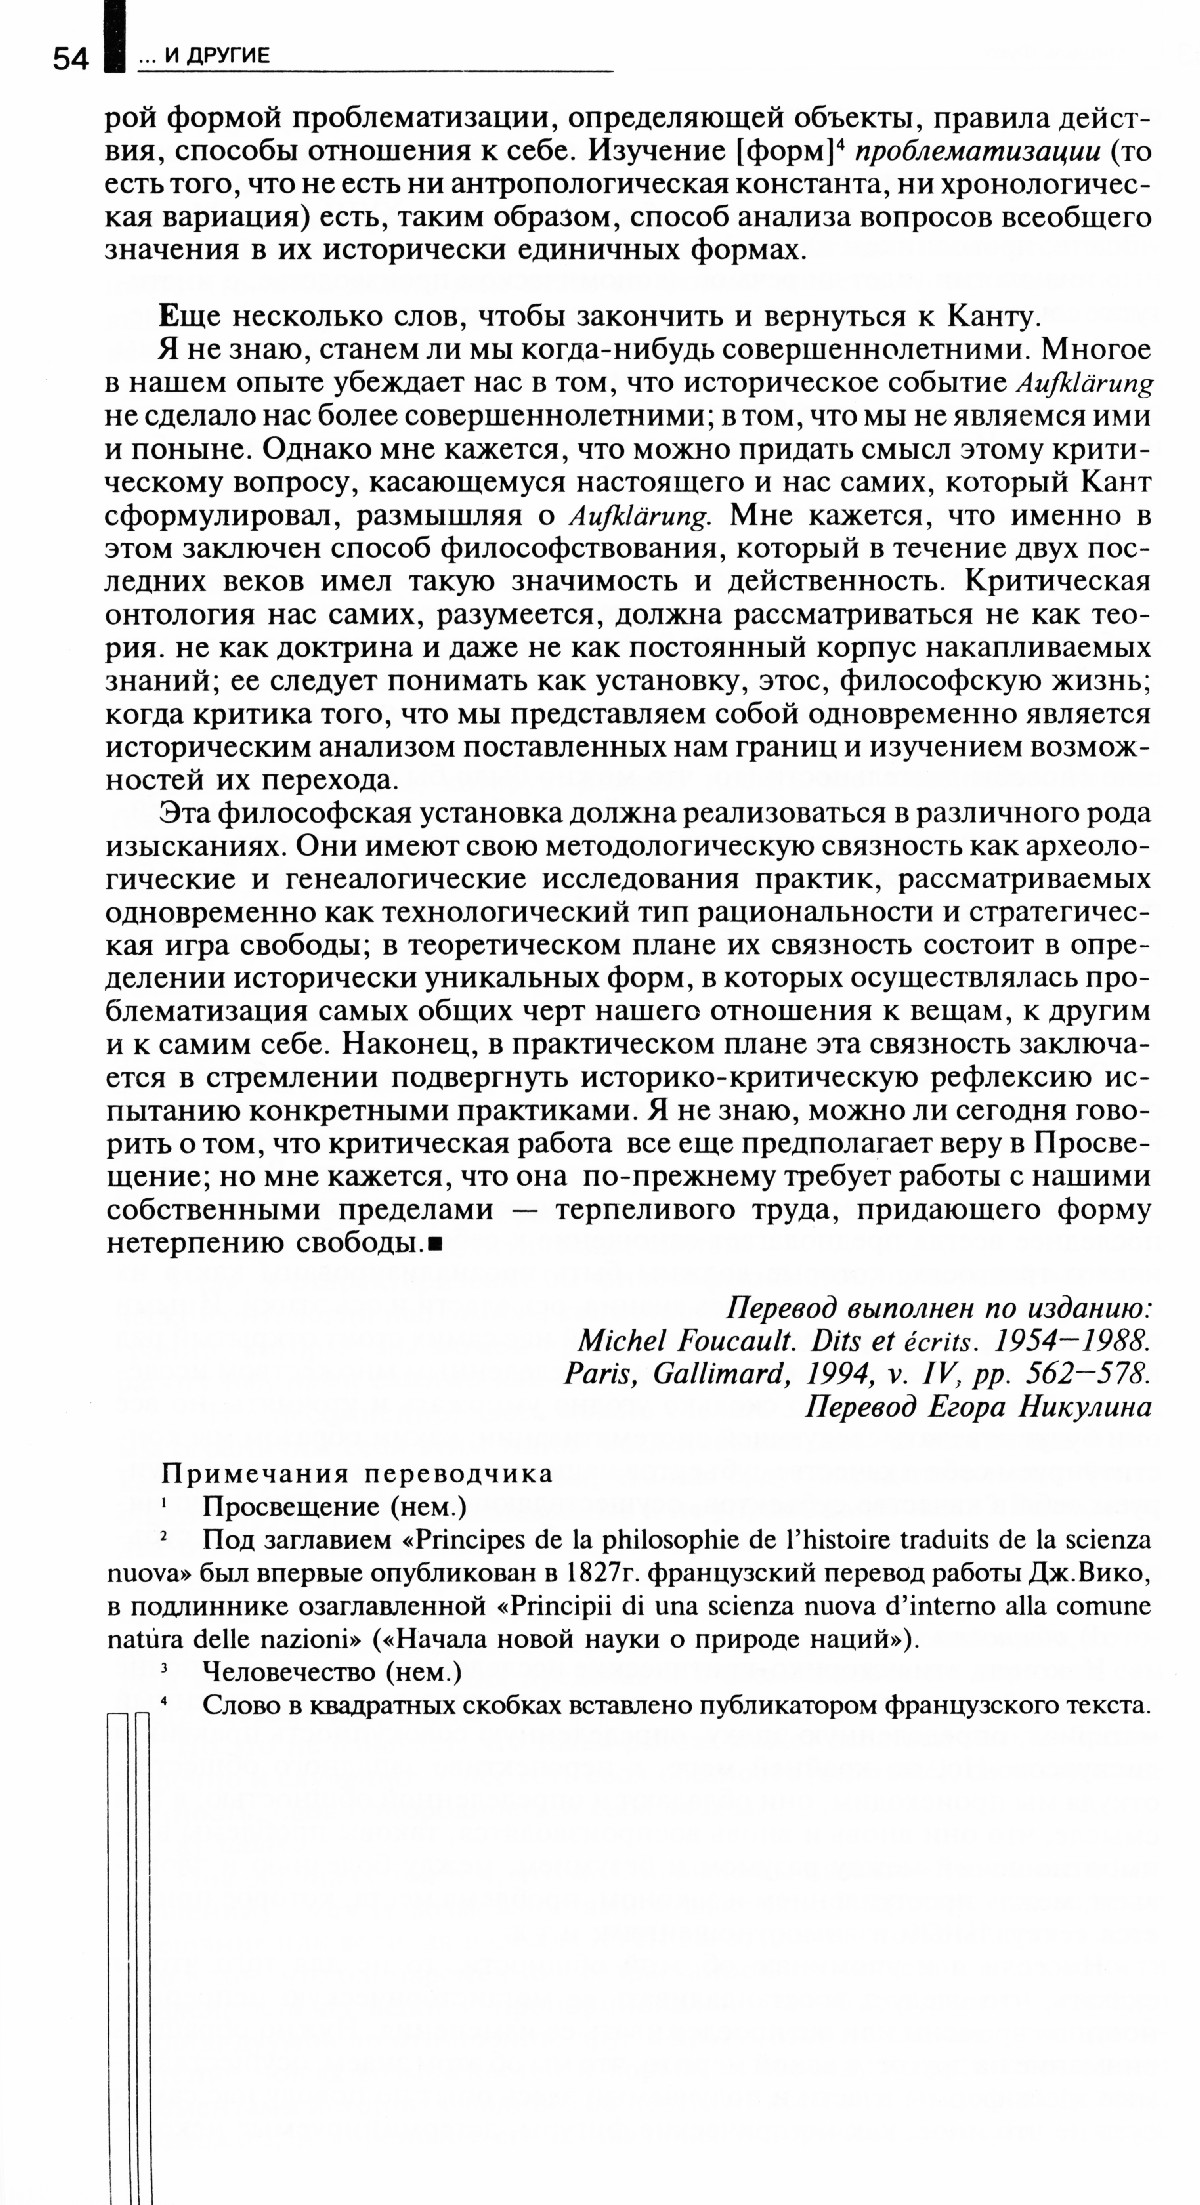 54
... И ДРУГИЕ
рой формой проблематизации, определяющей объекты, правила дейст-
вия, способы отношения к себе. Изучение [форм]⁴ проблематизации (то
есть того, что не есть ни антропологическая константа, ни хронологичес-
кая вариация) есть, таким образом, способ анализа вопросов всеобщего
значения в их исторически единичных формах.
Еще несколько слов, чтобы закончить и вернуться к Канту.
Я не знаю, станем ли мы когда-нибудь совершеннолетними. Многое
в нашем опыте убеждает нас в том, что историческое событие Aufklärung
не сделало нас более совершеннолетними; в том, что мы не являемся ими
и поныне. Однако мне кажется, что можно придать смысл этому крити-
ческому вопросу, касающемуся настоящего и нас самих, который Кант
сформулировал, размышляя о Aufklärung. Мне кажется, что именно в
этом заключен способ философствования, который в течение двух пос-
ледних веков имел такую значимость и действенность. Критическая
онтология нас самих, разумеется, должна рассматриваться не как тео-
рия. не как доктрина и даже не как постоянный корпус накапливаемых
знаний; ее следует понимать как установку, этос, философскую жизнь;
когда критика того, что мы представляем собой одновременно является
историческим анализом поставленных нам границ и изучением возмож-
ностей их перехода.
Эта философская установка должна реализоваться в различного рода
изысканиях. Они имеют свою методологическую связность как археоло-
гические и генеалогические исследования практик, рассматриваемых
одновременно как технологический тип рациональности и стратегичес-
кая игра свободы; в теоретическом плане их связность состоит в опре-
делении исторически уникальных форм, в которых осуществлялась про-
блематизация самых общих черт нашего отношения к вещам, к другим
и к самим себе. Наконец, в практическом плане эта связность заключа-
ется в стремлении подвергнуть историко-критическую рефлексию ис-
пытанию конкретными практиками. Я не знаю, можно ли сегодня гово-
рить о том, что критическая работа все еще предполагает веру в Просве-
щение; но мне кажется, что она по-прежнему требует работы с нашими
собственными пределами — терпеливого труда, придающего форму
нетерпению свободы.■
Перевод выполнен по изданию:
Michel Foucault. Dits et écrits. 1954—1988.
Paris, Gallimard, 1994, v. IV, pp. 562—578.
Перевод Егора Никулина
Примечания переводчика
¹ Просвещение (нем.)
² Под заглавием «Principes de la philosophie de l’histoire traduits de la scienza
nuova» был впервые опубликован в 1827г. французский перевод работы Дж.Вико,
в подлиннике озаглавленной «Principii di una scienza nuova d’interno alla comune
natùra delle nazioni» («Начала новой науки о природе наций»).
³ Человечество (нем.)
⁴ Слово в квадратных скобках вставлено публикатором французского текста.